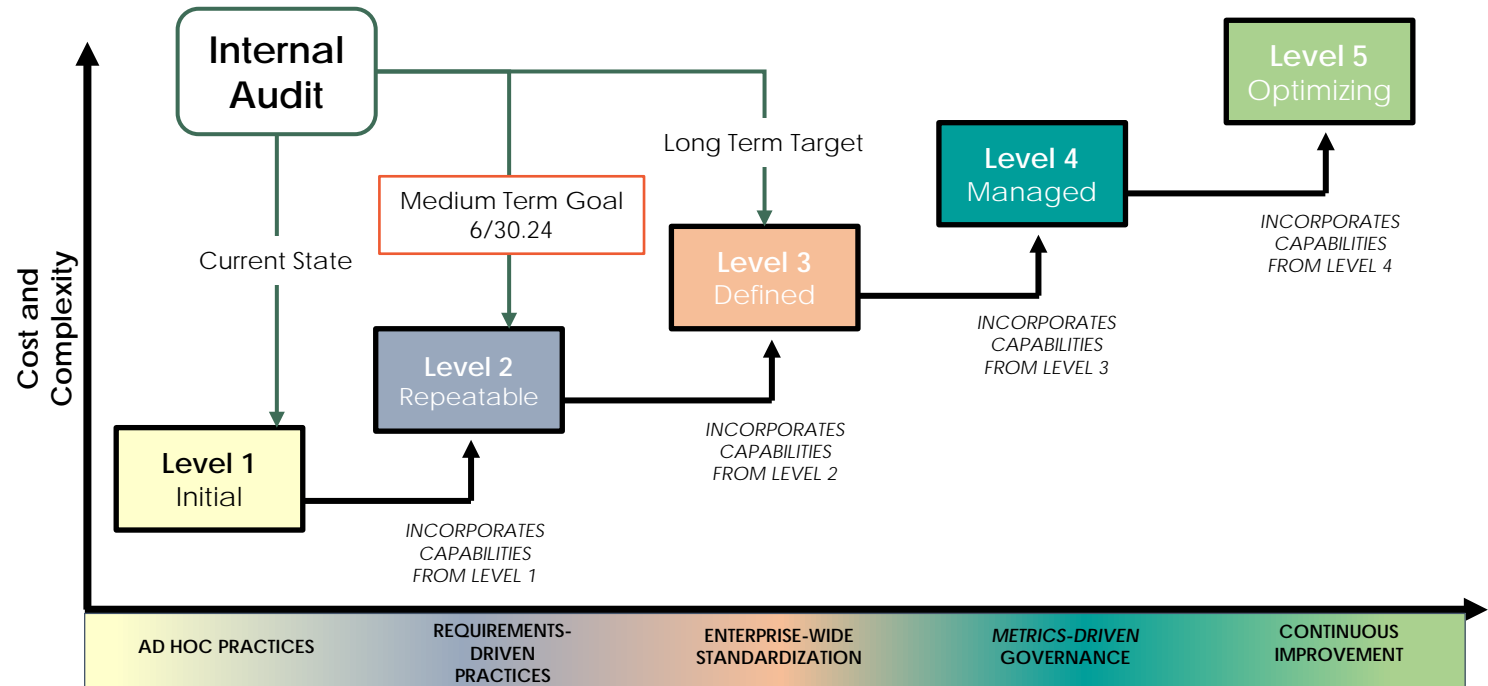 Internal
Audit
Level 5
Optimizing
Long Term Target
Level 4
Managed
Medium Term Goal
6/30.24
INCORPORATES
CAPABILITIES
FROM LEVEL 4
Current State
Level 3
Defined
Cost and
Complexity
INCORPORATES
CAPABILITIES
FROM LEVEL 3
Level 2
Repeatable
INCORPORATES
CAPABILITIES
FROM LEVEL 2
Level 1
Initial
INCORPORATES
CAPABILITIES
FROM LEVEL 1
AD HOC PRACTICES
REQUIREMENTS-
DRIVEN
PRACTICES
ENTERPRISE-WIDE
STANDARDIZATION
METRICS-DRIVEN
GOVERNANCE
CONTINUOUS
IMPROVEMENT